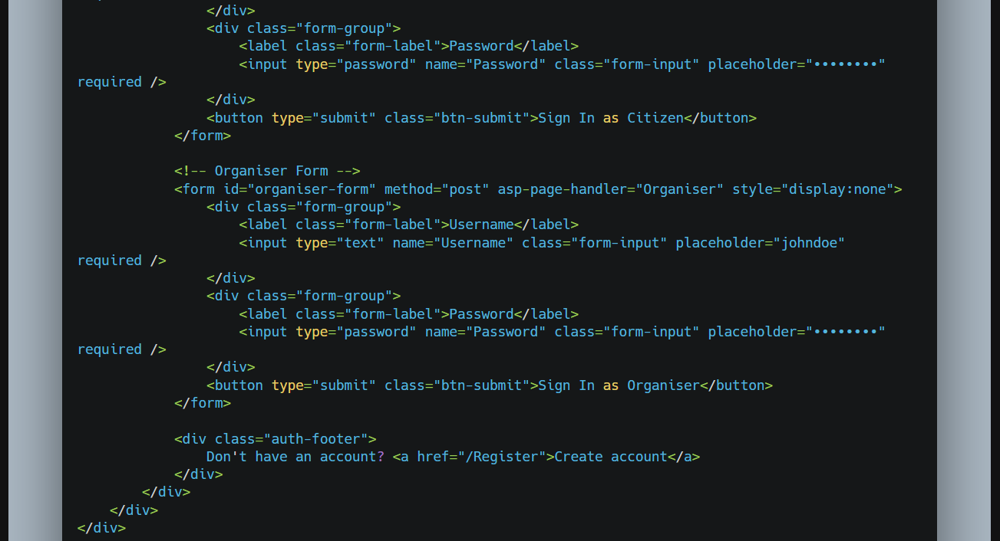 </div>
                <div class="form-group">
                    <label class="form-label">Password</label>
                    <input type="password" name="Password" class="form-input" placeholder="••••••••"
required />
                </div>
                <button type="submit" class="btn-submit">Sign In as Citizen</button>
            </form>

            <!-- Organiser Form -->
            <form id="organiser-form" method="post" asp-page-handler="Organiser" style="display:none">
                <div class="form-group">
                    <label class="form-label">Username</label>
                    <input type="text" name="Username" class="form-input" placeholder="johndoe"
required />
                </div>
                <div class="form-group">
                    <label class="form-label">Password</label>
                    <input type="password" name="Password" class="form-input" placeholder="••••••••"
required />
                </div>
                <button type="submit" class="btn-submit">Sign In as Organiser</button>
            </form>

            <div class="auth-footer">
                Don't have an account? <a href="/Register">Create account</a>
            </div>
        </div>
    </div>
</div>